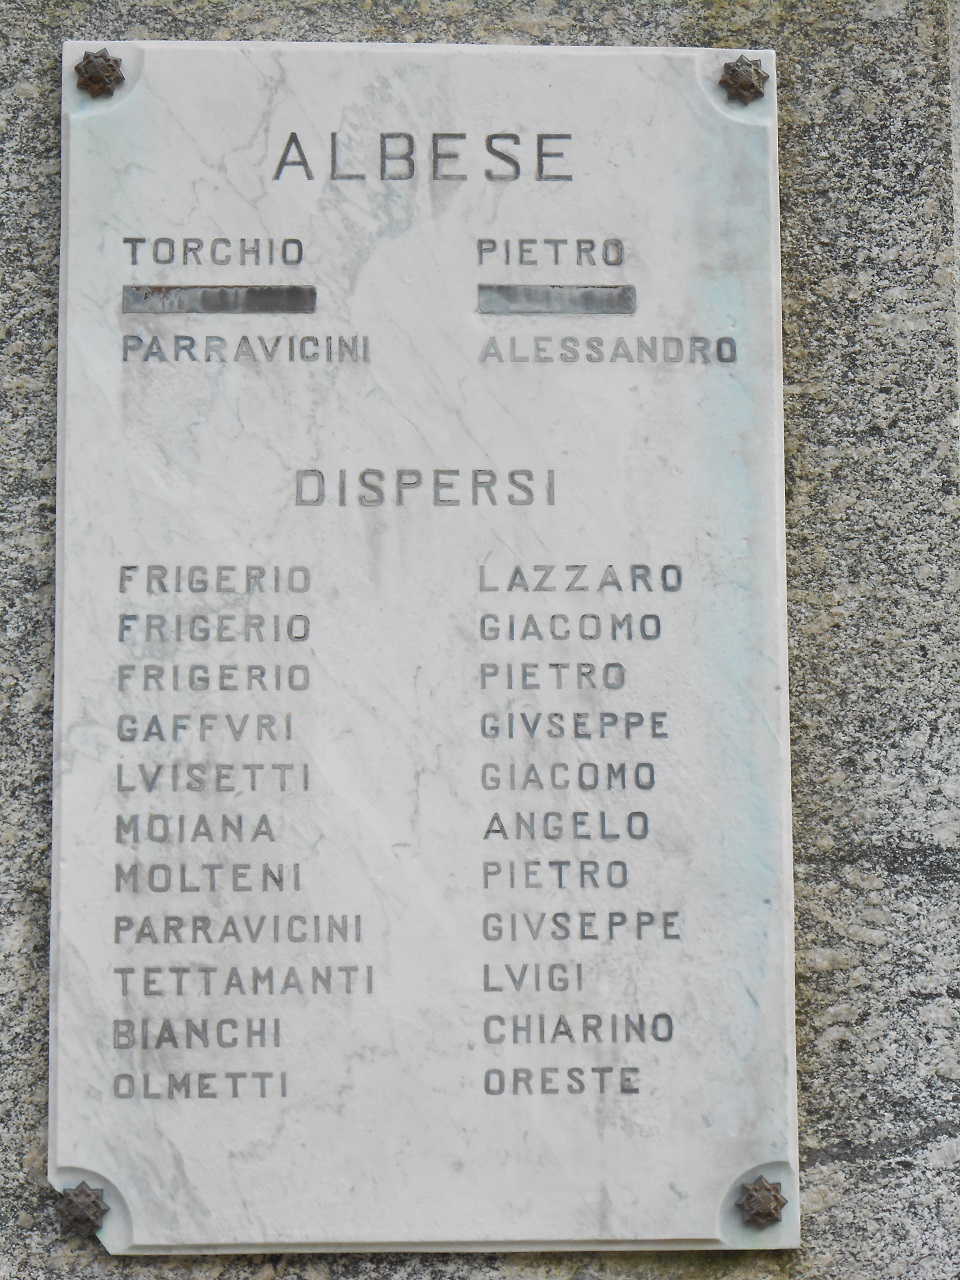 ALBESE
TORCHIO PIETRO
PARRAVICINI ALESSANDRO
DISPERSI
FRIGERIO LAZZARO
FRIGERIO GIACOMO
FRIGERIO PIETRO
GAFFVRI GIVSEPPE
LVISETTI GIACOMO
MOIANA ANGELO
MOLTENI PIETRO
PARRAVICINI GIVSEPPE
TETTAMANTI LVIGI
BIANCHI CHIARINO
OLMETTI ORESTE